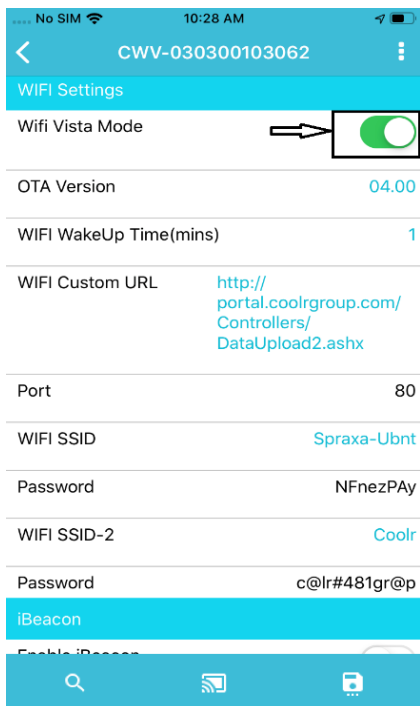 .... No SIM 10:28 AM
CWV-030300103062
WIFI Settings
Wifi Vista Mode
OTA Version 04.00
WIFI WakeUp Time(mins) 1
WIFI Custom URL http://
portal.coolrgroup.com/
Controllers/
DataUpload2.ashx
Port 80
WIFI SSID Spraxa-Ubnt
Password NFnezPAy
WIFI SSID-2 Coolr
Password c@lr#481gr@p
iBeacon
Enable iBeacon